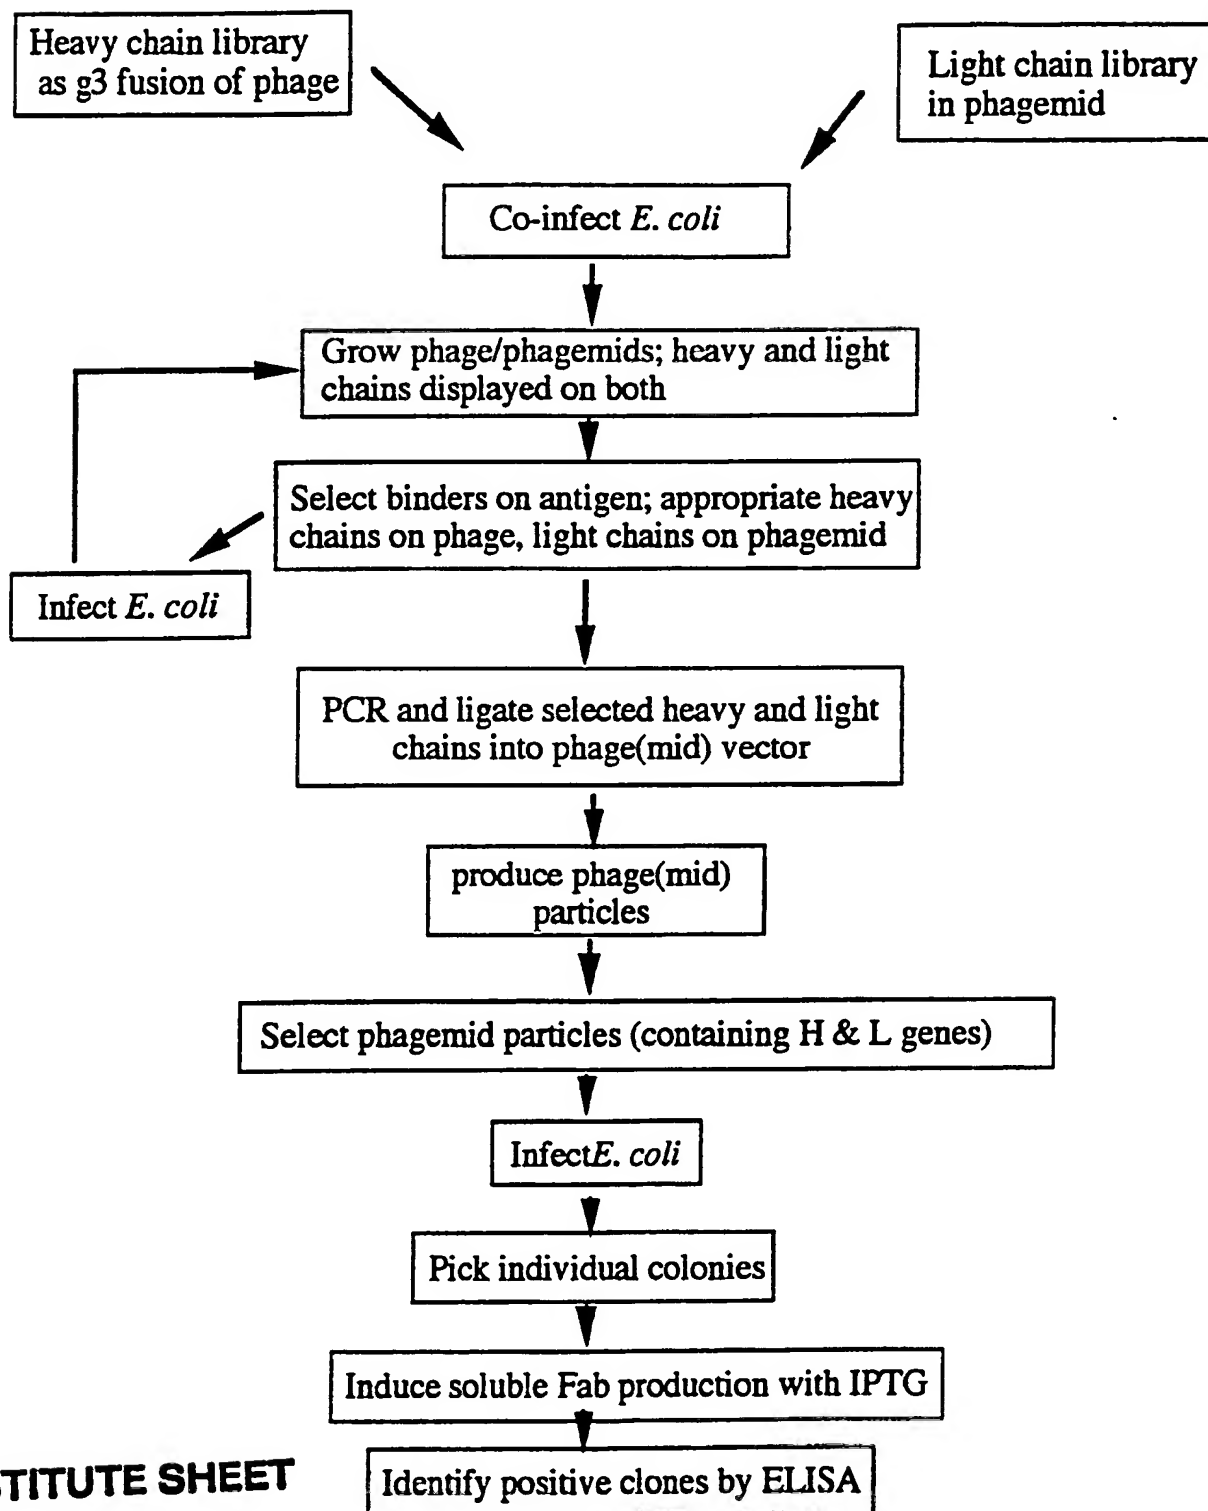 Heavy chain library
as g3 fusion of phage
Light chain library
in phagemid
Co-infect E. coli
Grow phage/phagemids; heavy and light
chains displayed on both
Select binders on antigen; appropriate heavy
chains on phage, light chains on phagemid
Infect E. coli
PCR and ligate selected heavy and light
chains into phage(mid) vector
produce phage(mid)
particles
Select phagemid particles (containing H & L genes)
InfectE. coli
Pick individual colonies
Induce soluble Fab production with IPTG
Identify positive clones by ELISA
STITUTE SHEET